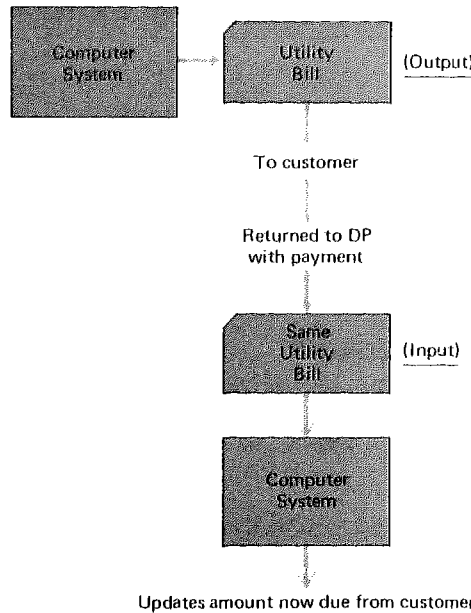 Computer
System
Utility
Bill
(Output)
To customer
Returned to DP
with payment
Same
Utility
Bill
(Input)
Computer
System
Updates amount now due from customer